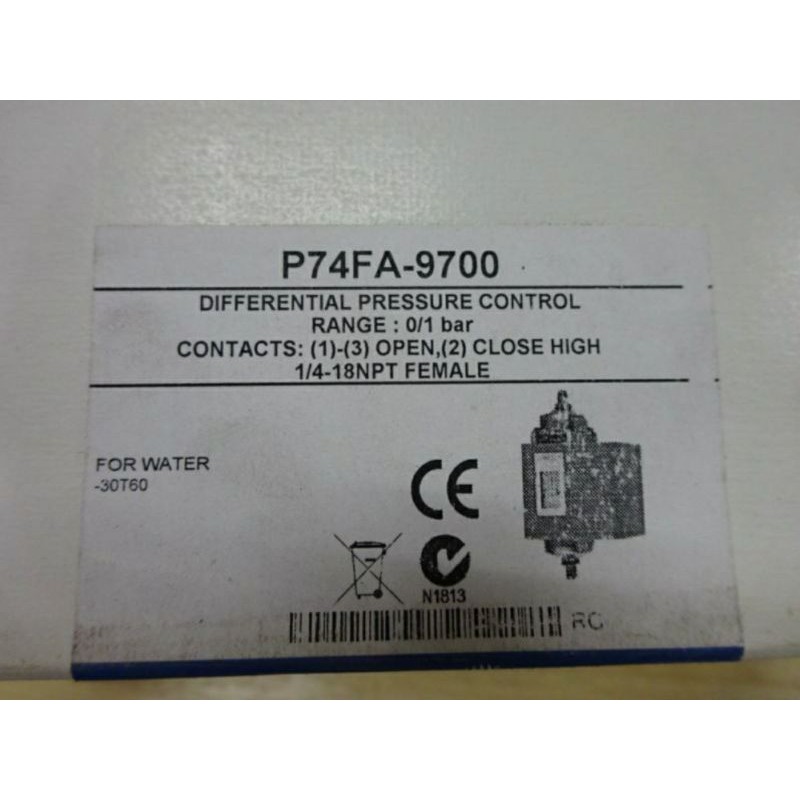 P74FA-9700
DIFFERENTIAL PRESSURE CONTROL
RANGE : 0/1 bar
CONTACTS: (1)-(3) OPEN,(2) CLOSE HIGH
1/4-18NPT FEMALE
FOR WATER
-30T60
CE
N1813
RC